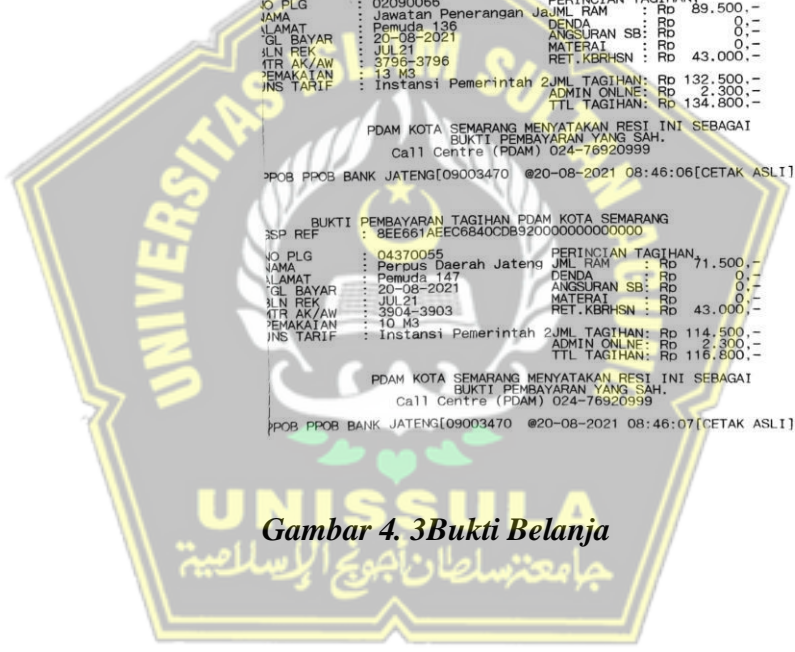 NO PLG : 02090066 PERINCIAN TAGIHAN,
NAMA : Jawatan Penerangan JaJML RAM : Rp 89.500,-
ALAMAT : Pemuda 136 DENDA : Rp 0,-
TGL BAYAR : 20-08-2021 ANGSURAN SB: Rp 0,-
BLN REK : JUL21 MATERAI : Rp 0,-
MTR AK/AW : 3796-3796 RET.KBRHSN : Rp 43.000,-
PEMAKAIAN : 13 M3
JNS TARIF : Instansi Pemerintah 2JML TAGIHAN: Rp 132.500,-
ADMIN ONLNE: Rp 2.300,-
TTL TAGIHAN: Rp 134.800,-
PDAM KOTA SEMARANG MENYATAKAN RESI INI SEBAGAI
BUKTI PEMBAYARAN YANG SAH.
Call Centre (PDAM) 024-76920999
PPOB PPOB BANK JATENG[09003470 @20-08-2021 08:46:06[CETAK ASLI]
BUKTI PEMBAYARAN TAGIHAN PDAM KOTA SEMARANG
GSP REF : 8EE661AEEC6840CDB920000000000000
NO PLG : 04370055 PERINCIAN TAGIHAN,
NAMA : Perpus Daerah Jateng JML RAM : Rp 71.500,-
ALAMAT : Pemuda 147 DENDA : Rp 0,-
TGL BAYAR : 20-08-2021 ANGSURAN SB: Rp 0,-
BLN REK : JUL21 MATERAI : Rp 0,-
MTR AK/AW : 3904-3903 RET.KBRHSN : Rp 43.000,-
PEMAKAIAN : 10 M3
JNS TARIF : Instansi Pemerintah 2JML TAGIHAN: Rp 114.500,-
ADMIN ONLNE: Rp 2.300,-
TTL TAGIHAN: Rp 116.800,-
PDAM KOTA SEMARANG MENYATAKAN RESI INI SEBAGAI
BUKTI PEMBAYARAN YANG SAH.
Call Centre (PDAM) 024-76920999
PPOB PPOB BANK JATENG[09003470 @20-08-2021 08:46:07[CETAK ASLI]
UNIVERSITAS ISLAM SULTAN AGUNG
UNISSULA
Gambar 4. 3Bukti Belanja
جامعة سلطان أجونج الإسلامية